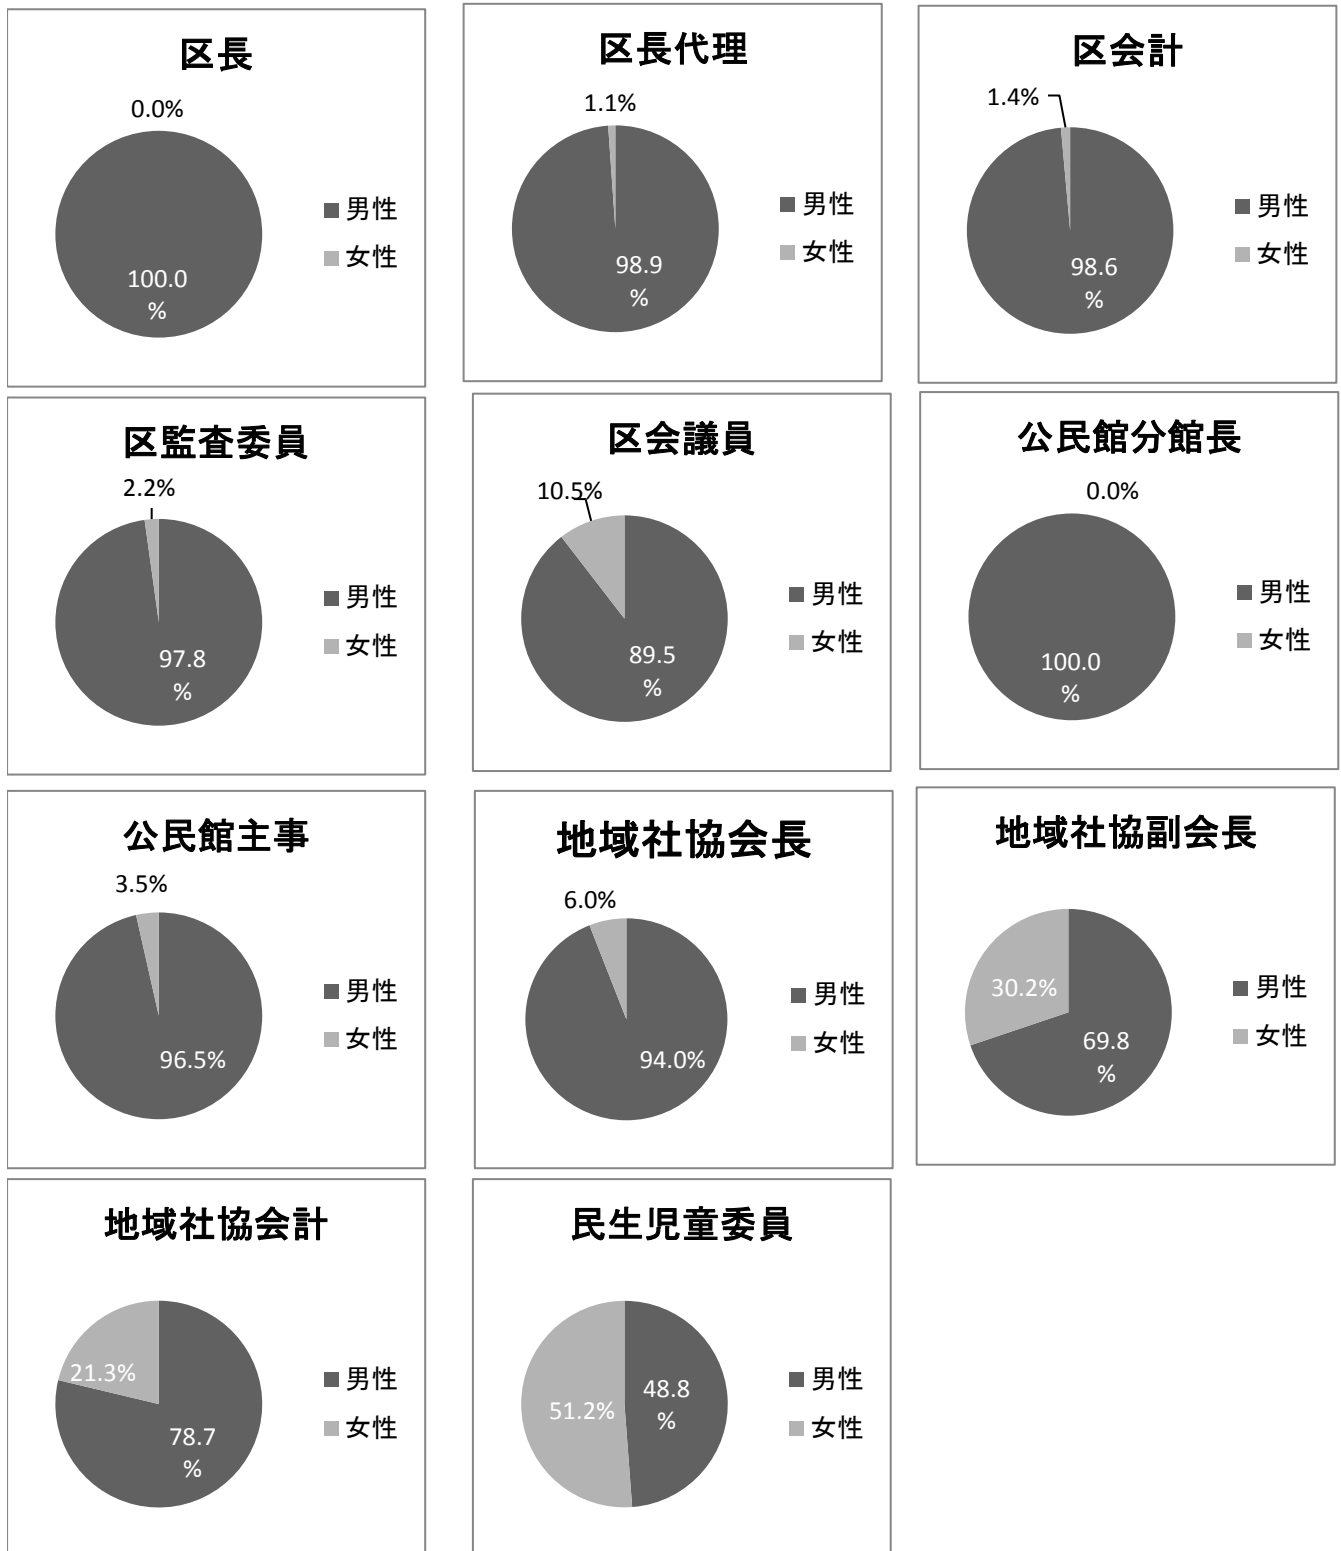 区長
0.0%
100.0
%
男性
女性
区長代理
1.1%
98.9
%
男性
女性
区会計
1.4%
98.6
%
男性
女性
区監査委員
2.2%
97.8
%
男性
女性
区会議員
10.5%
89.5
%
男性
女性
公民館分館長
0.0%
100.0
%
男性
女性
公民館主事
3.5%
96.5%
男性
女性
地域社協会長
6.0%
94.0%
男性
女性
地域社協副会長
30.2%
69.8
%
男性
女性
地域社協会計
21.3%
78.7
%
男性
女性
民生児童委員
51.2%
48.8
%
男性
女性